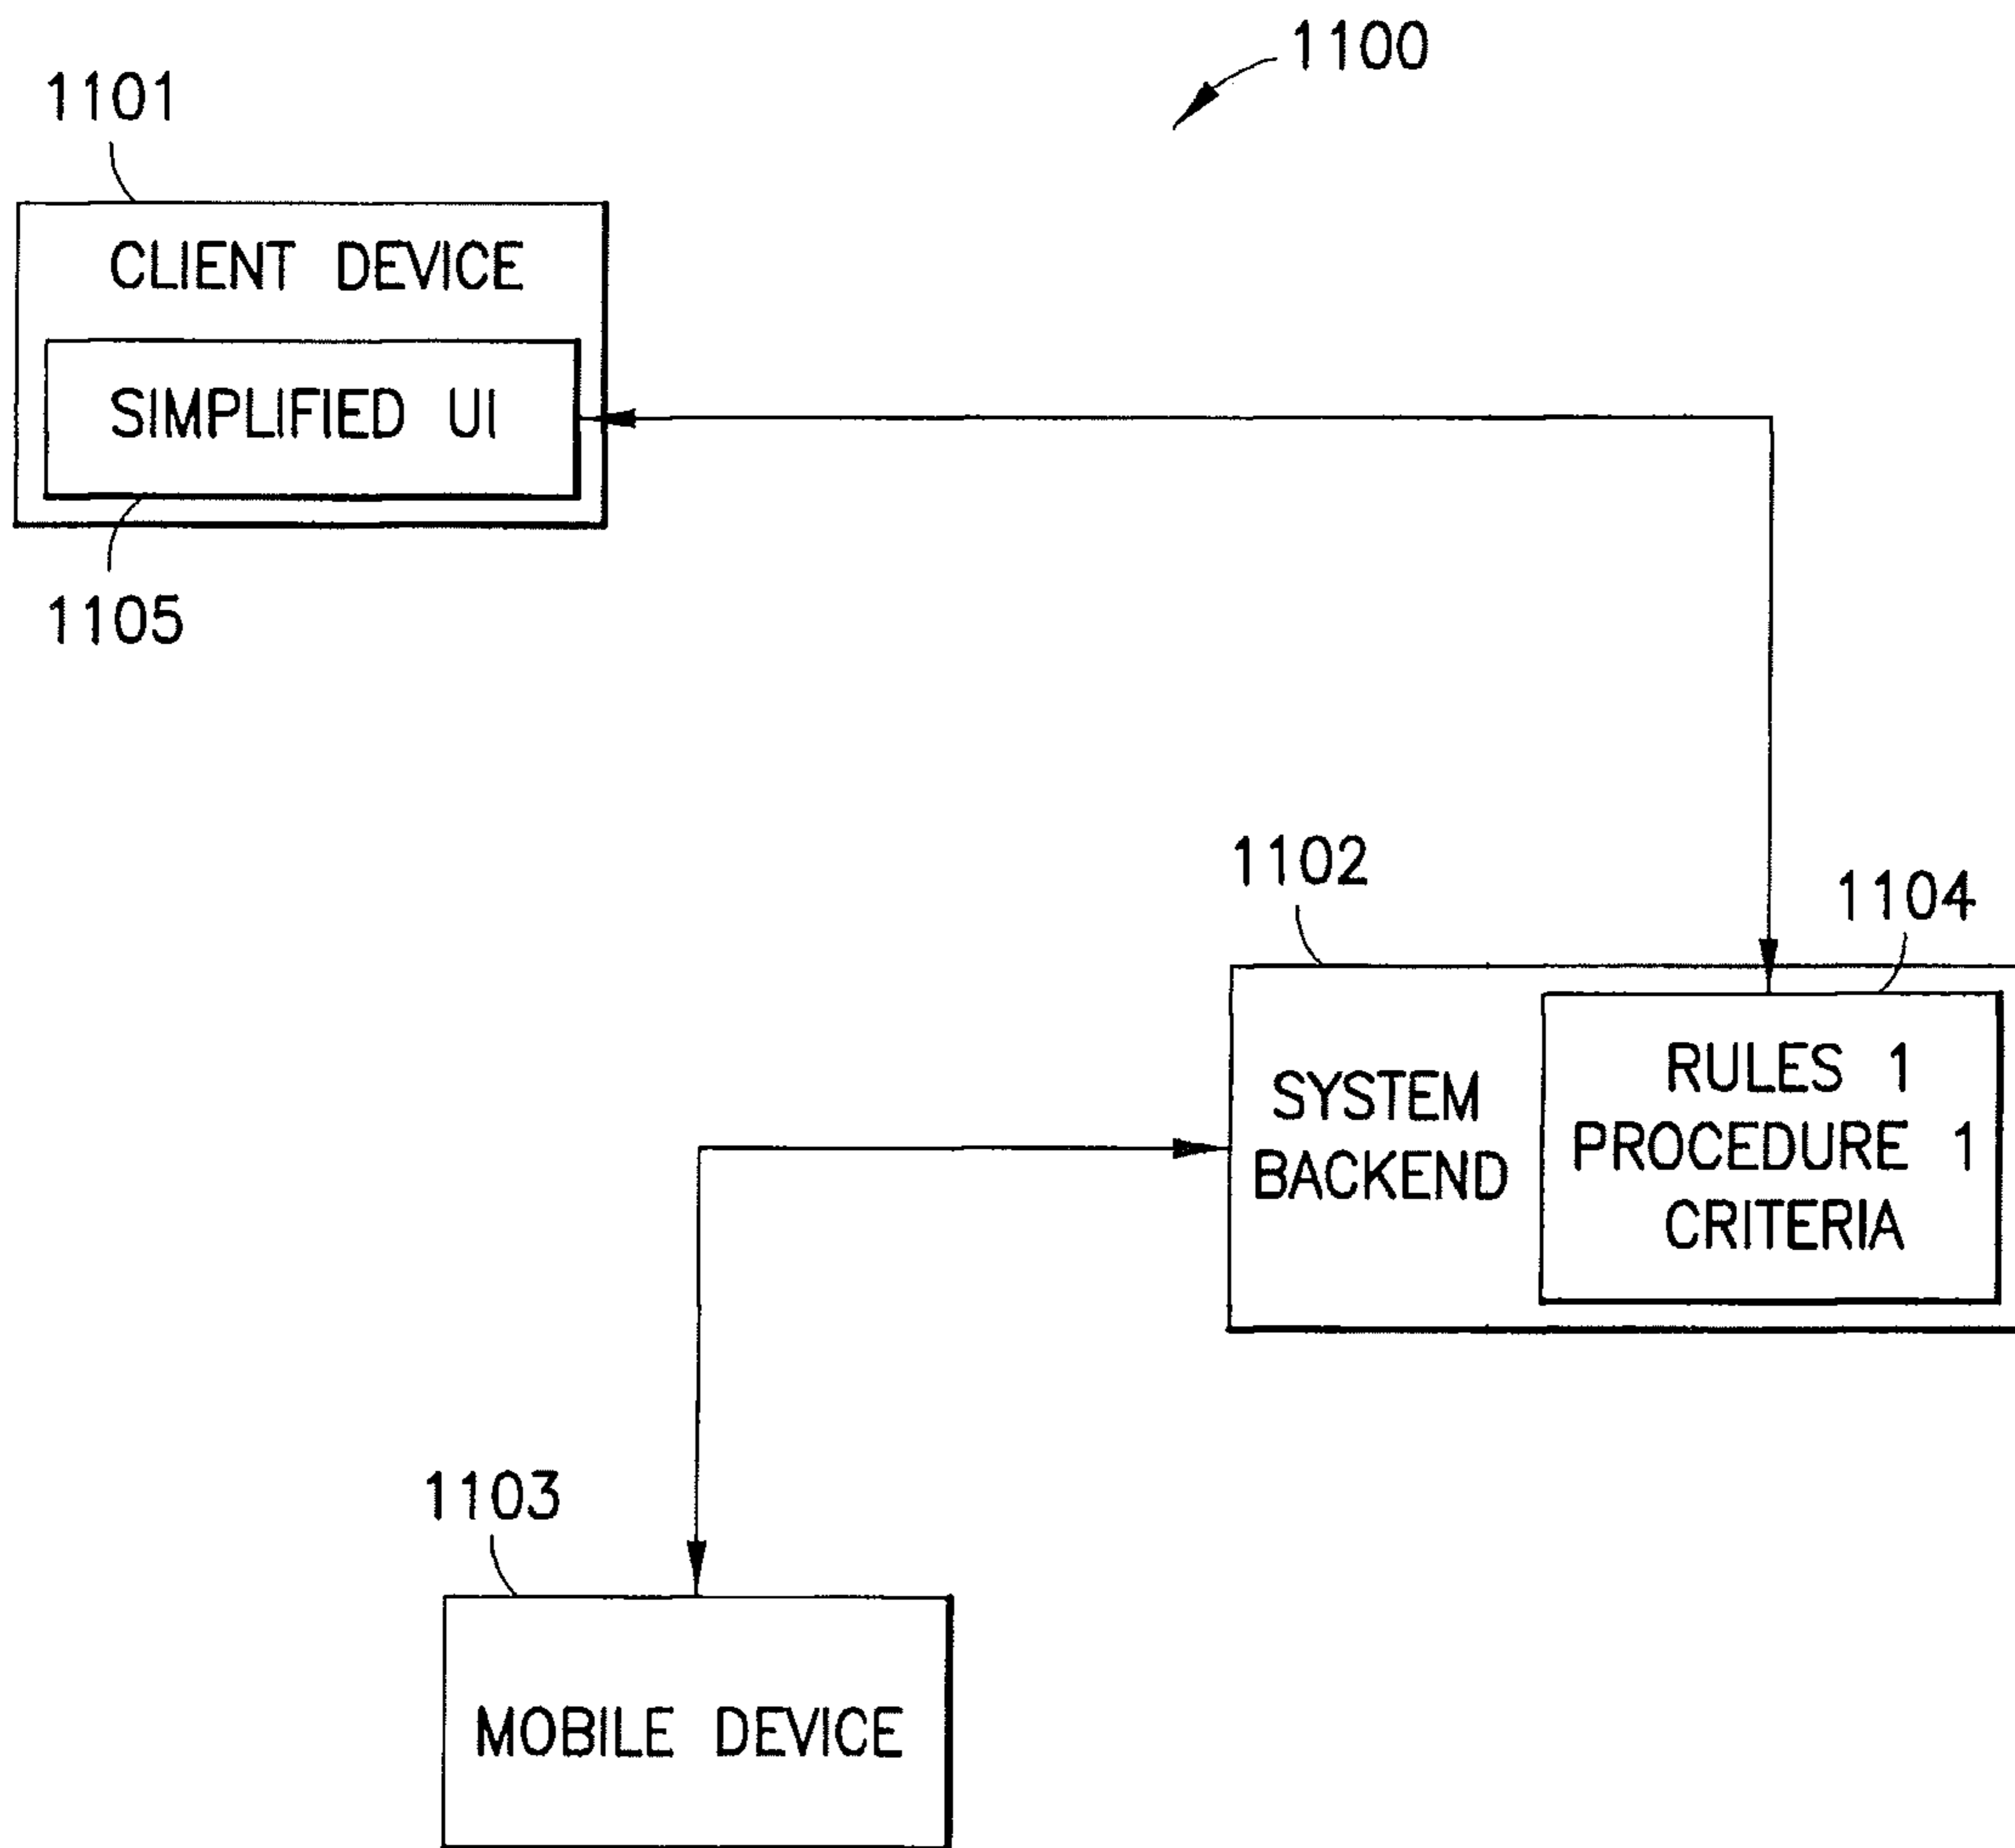 1100
1101
CLIENT DEVICE
SIMPLIFIED UI
1105
1102
1104
SYSTEM
BACKEND
RULES 1
PROCEDURE 1
CRITERIA
1103
MOBILE DEVICE